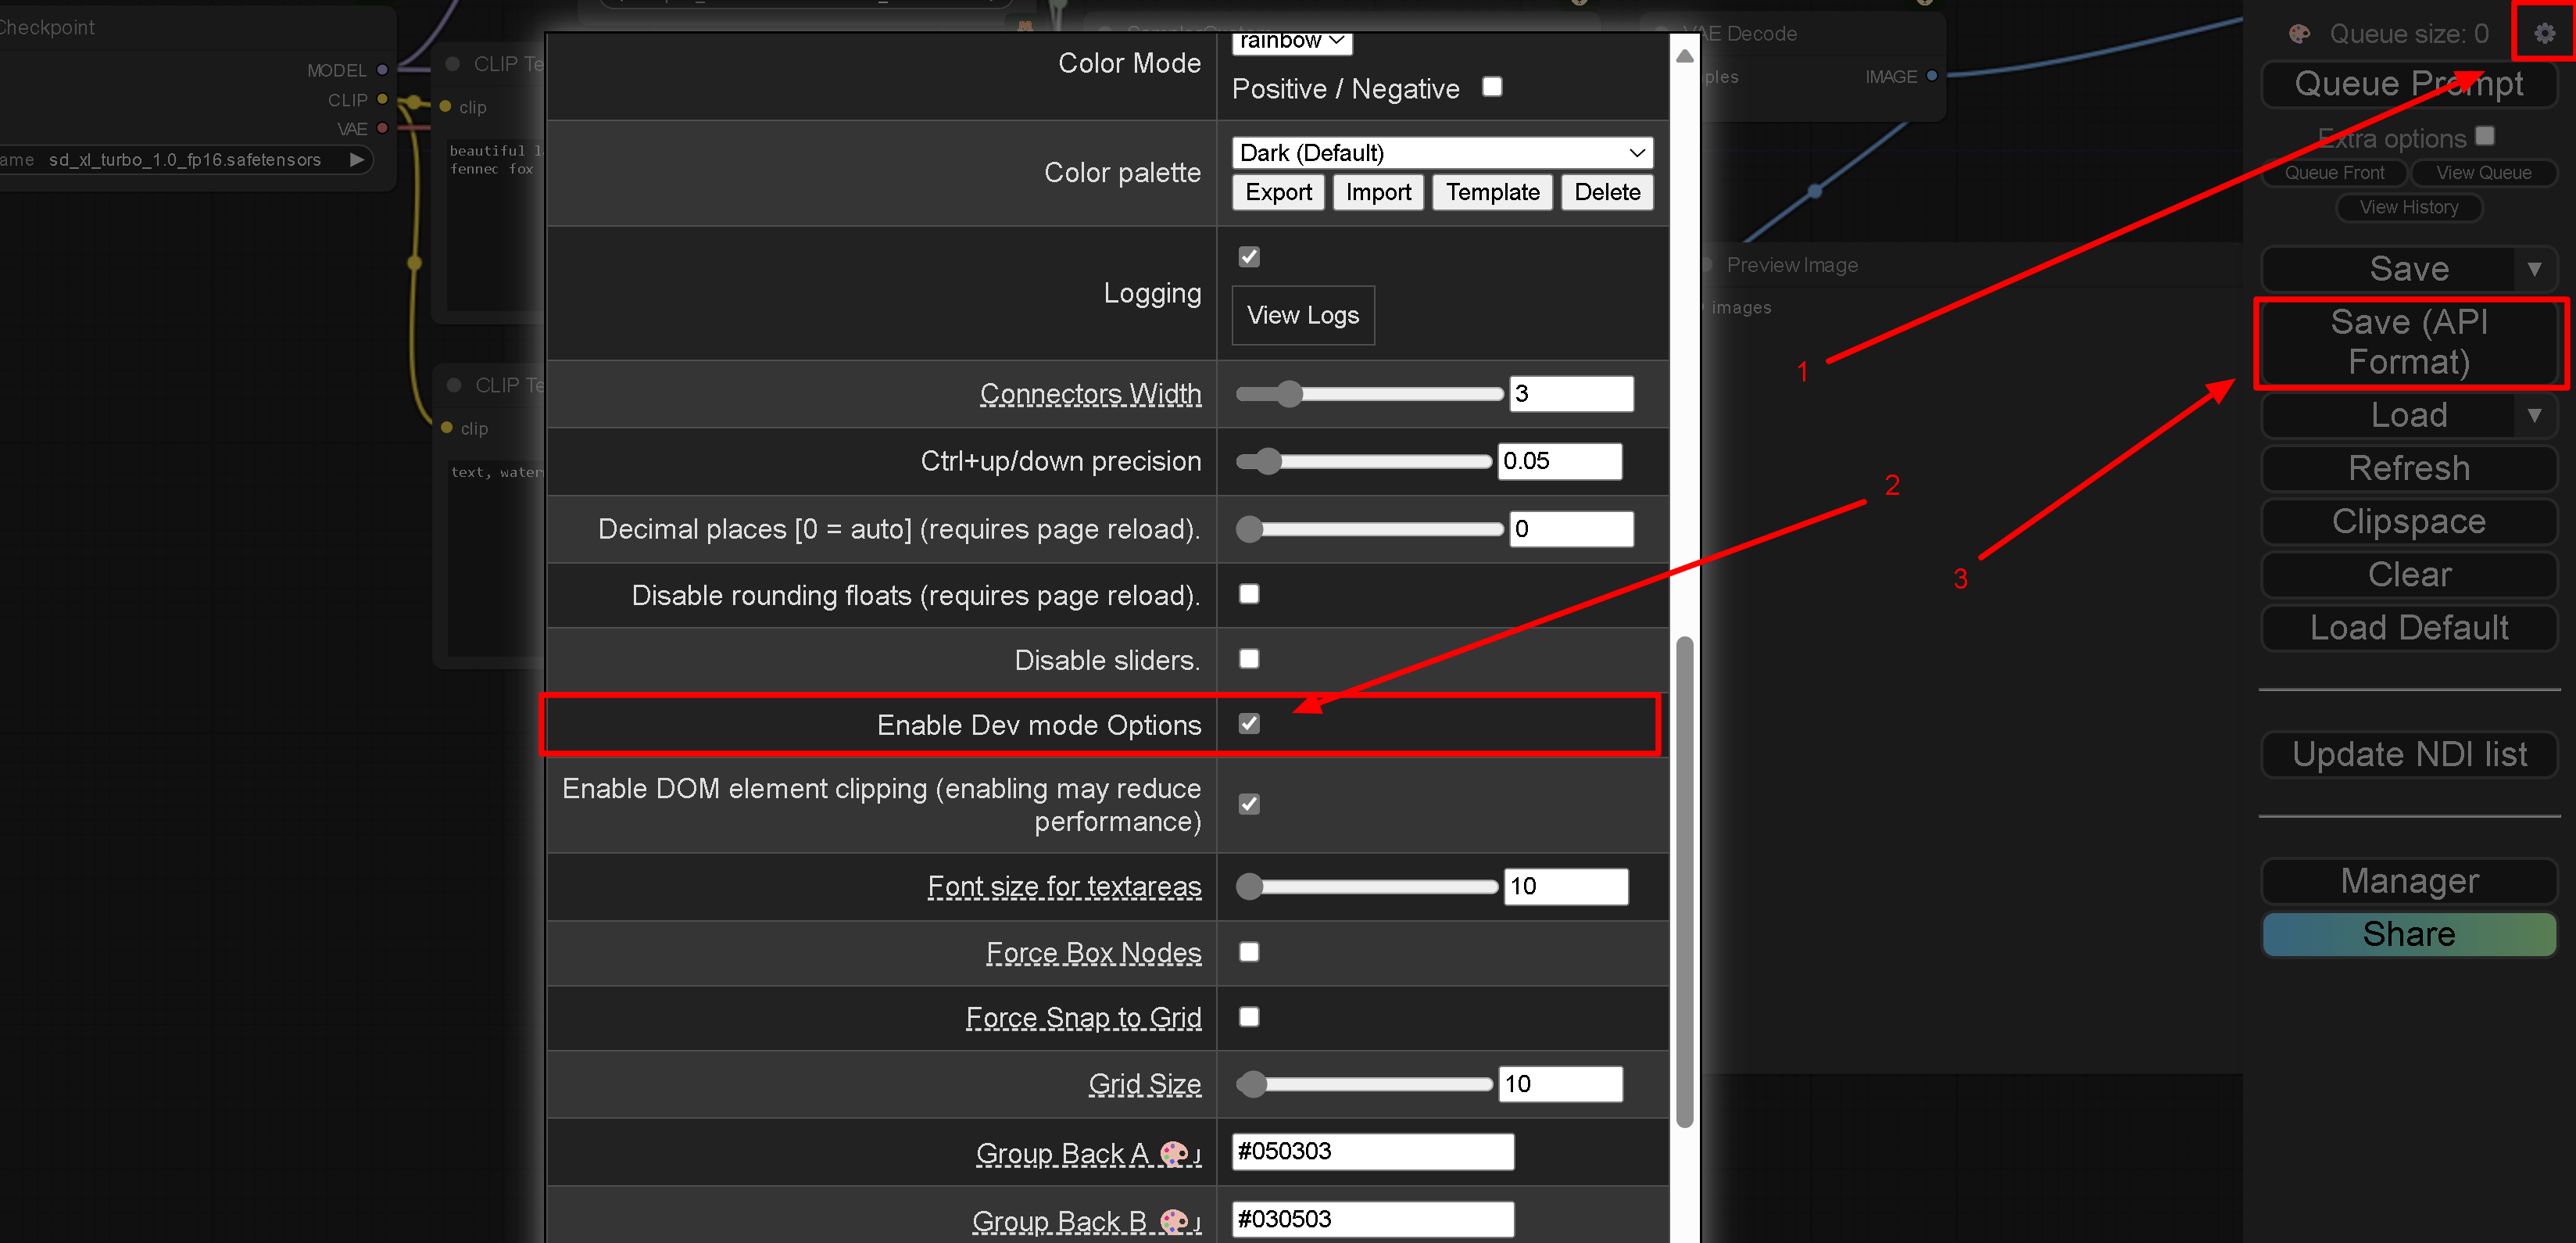 Checkpoint
MODEL
CLIP
VAE
ame sd_xl_turbo_1.0_fp16.safetensors
CLIP Te
clip
beautiful l
fennec fox
CLIP Te
clip
text, water
Color Mode
rainbow
Positive / Negative
Color palette
Dark (Default)
Export Import Template Delete
Logging
View Logs
Connectors Width 3
Ctrl+up/down precision 0.05
Decimal places [0 = auto] (requires page reload). 0
Disable rounding floats (requires page reload).
Disable sliders.
Enable Dev mode Options
Enable DOM element clipping (enabling may reduce
performance)
Font size for textareas 10
Force Box Nodes
Force Snap to Grid
Grid Size 10
Group Back A #050303
Group Back B #030503
VAE Decode
ples
IMAGE
Preview Image
images
1
2
3
Queue size: 0
Queue Prompt
Extra options
Queue Front View Queue
View History
Save
Save (API
Format)
Load
Refresh
Clipspace
Clear
Load Default
Update NDI list
Manager
Share